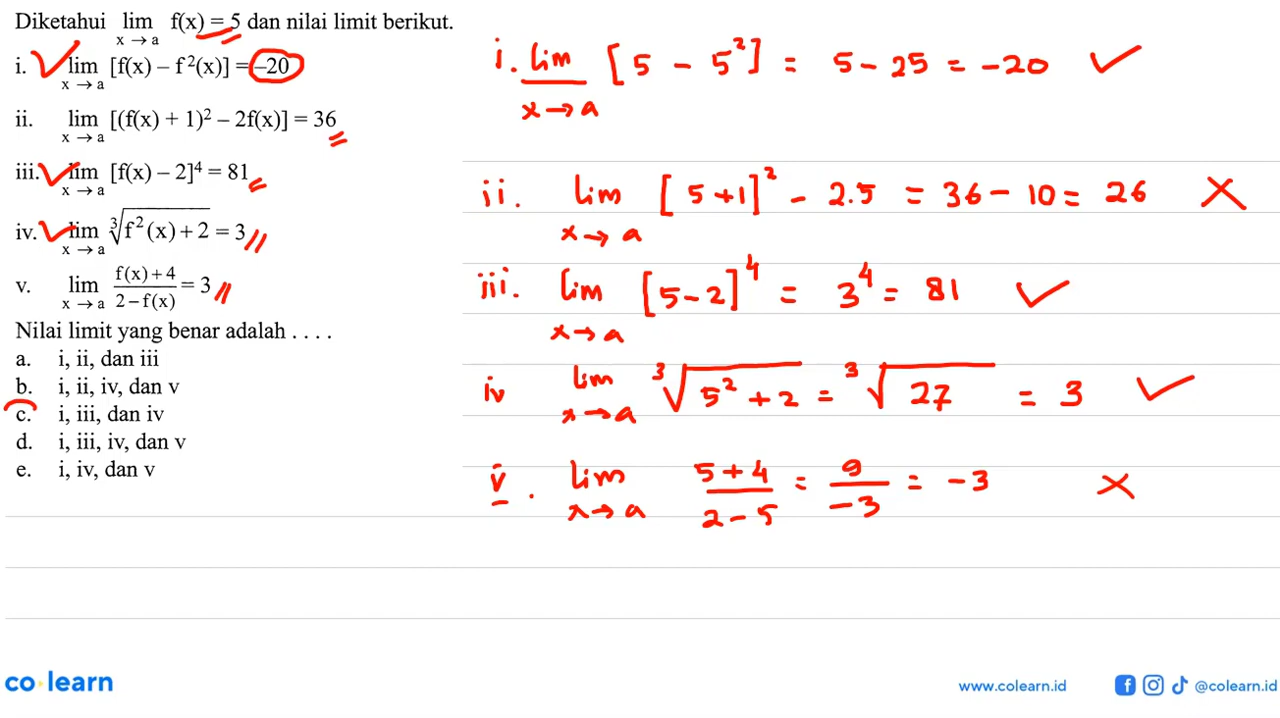 Diketahui lim x → a f(x) = 5 dan nilai limit berikut.
i. lim x → a [f(x) – f²(x)] = –20
ii. lim x → a [(f(x) + 1)² – 2f(x)] = 36
iii. lim x → a [f(x) – 2]⁴ = 81
iv. lim x → a ∛(f²(x) + 2) = 3
v. lim x → a (f(x) + 4)/(2 – f(x)) = 3
Nilai limit yang benar adalah . . . .
a. i, ii, dan iii
b. i, ii, iv, dan v
c. i, iii, dan iv
d. i, iii, iv, dan v
e. i, iv, dan v
i. lim x → a [5 – 5²] = 5 – 25 = –20 ✓
ii. lim x → a [5 + 1]² – 2.5 = 36 – 10 = 26 X
iii. lim x → a [5 – 2]⁴ = 3⁴ = 81 ✓
iv lim x → a ∛(5² + 2) = ∛27 = 3 ✓
v. lim x → a (5 + 4)/(2 – 5) = 9/–3 = –3 X
co learn
www.colearn.id
@colearn.id